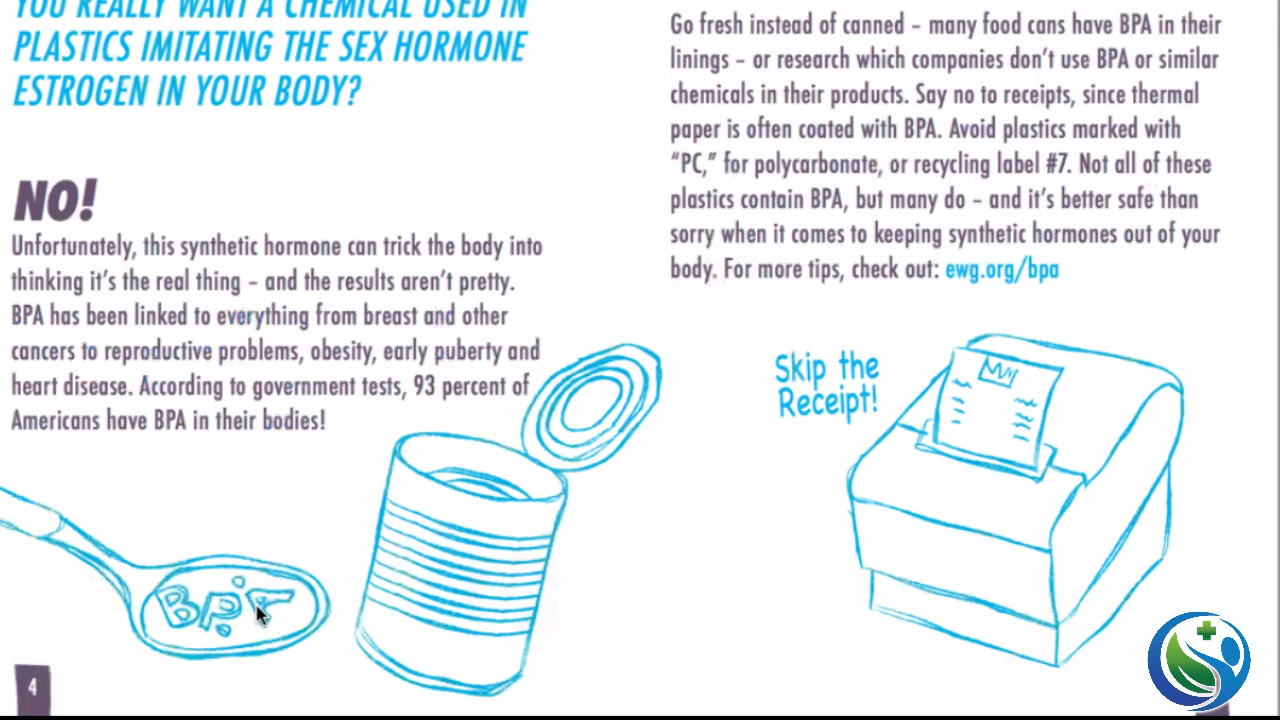 YOU REALLY WANT A CHEMICAL USED IN
PLASTICS IMITATING THE SEX HORMONE
ESTROGEN IN YOUR BODY?
NO!
Unfortunately, this synthetic hormone can trick the body into
thinking it’s the real thing – and the results aren’t pretty.
BPA has been linked to everything from breast and other
cancers to reproductive problems, obesity, early puberty and
heart disease. According to government tests, 93 percent of
Americans have BPA in their bodies!
BPA
4
Go fresh instead of canned – many food cans have BPA in their
linings – or research which companies don’t use BPA or similar
chemicals in their products. Say no to receipts, since thermal
paper is often coated with BPA. Avoid plastics marked with
“PC,” for polycarbonate, or recycling label #7. Not all of these
plastics contain BPA, but many do – and it’s better safe than
sorry when it comes to keeping synthetic hormones out of your
body. For more tips, check out: ewg.org/bpa
Skip the
Receipt!